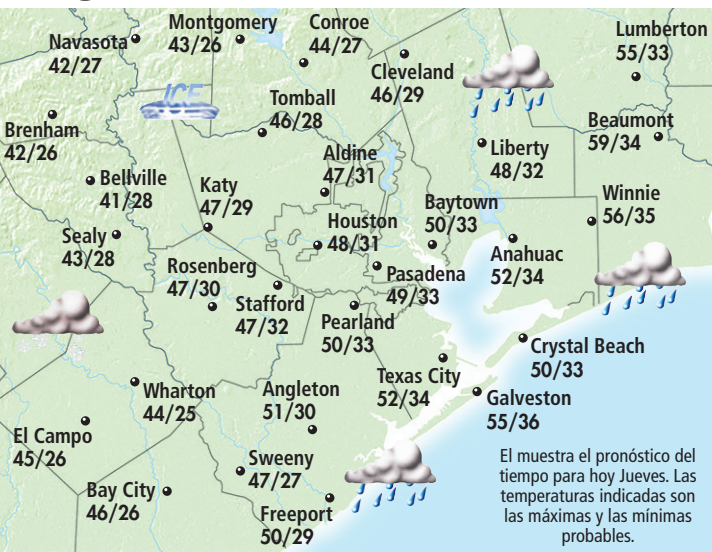 Montgomery
43/26
Conroe
44/27
Lumberton
55/33
Navasota
42/27
Cleveland
46/29
ICE
Tomball
46/28
Brenham
42/26
Beaumont
59/34
Liberty
48/32
Aldine
47/31
Bellville
41/28
Katy
47/29
Baytown
50/33
Winnie
56/35
Houston
48/31
Sealy
43/28
Anahuac
52/34
Rosenberg
47/30
Pasadena
49/33
Stafford
47/32
Pearland
50/33
Crystal Beach
50/33
Texas City
52/34
Wharton
44/25
Angleton
51/30
Galveston
55/36
El Campo
45/26
Sweeny
47/27
Bay City
46/26
Freeport
50/29
El muestra el pronóstico del
tiempo para hoy Jueves. Las
temperaturas indicadas son
las máximas y las mínimas
probables.